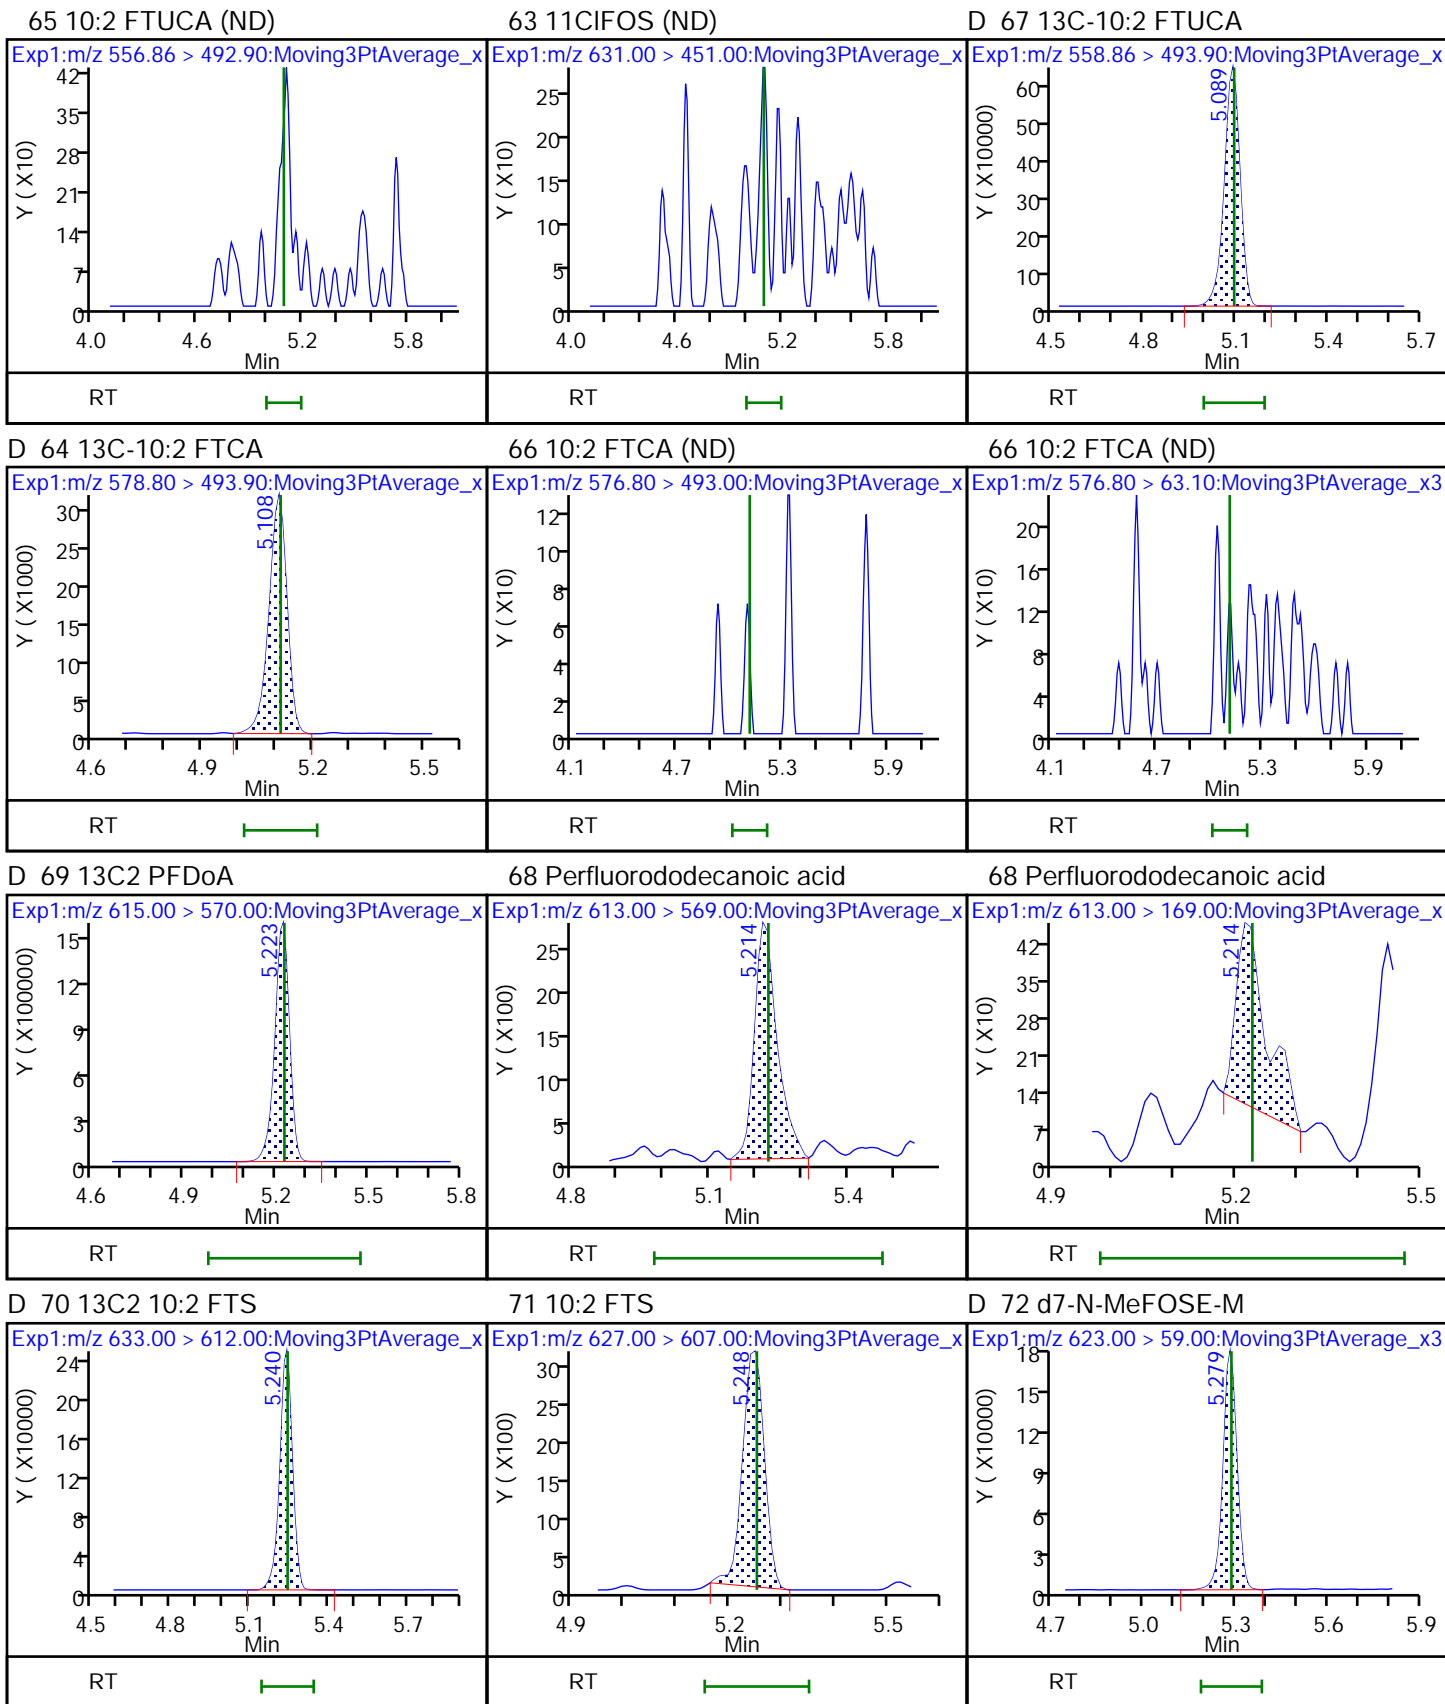 65 10:2 FTUCA (ND)
63 11ClFOS (ND)
D 67 13C-10:2 FTUCA
Exp1:m/z 556.86 > 492.90:Moving3PtAverage_x
Exp1:m/z 631.00 > 451.00:Moving3PtAverage_x
Exp1:m/z 558.86 > 493.90:Moving3PtAverage_x
Y ( X10)
42
35
28
21
14
7
0
4.0 4.6 5.2 5.8
Min
RT
Y ( X10)
25
20
15
10
5
0
4.0 4.6 5.2 5.8
Min
RT
5.089
Y ( X10000)
60
50
40
30
20
10
0
4.5 4.8 5.1 5.4 5.7
Min
RT
D 64 13C-10:2 FTCA
66 10:2 FTCA (ND)
66 10:2 FTCA (ND)
Exp1:m/z 578.80 > 493.90:Moving3PtAverage_x
Exp1:m/z 576.80 > 493.00:Moving3PtAverage_x
Exp1:m/z 576.80 > 63.10:Moving3PtAverage_x3
5.108
Y ( X1000)
30
25
20
15
10
5
0
4.6 4.9 5.2 5.5
Min
RT
Y ( X10)
12
10
8
6
4
2
0
4.1 4.7 5.3 5.9
Min
RT
Y ( X10)
20
16
12
8
4
0
4.1 4.7 5.3 5.9
Min
RT
D 69 13C2 PFDoA
68 Perfluorododecanoic acid
68 Perfluorododecanoic acid
Exp1:m/z 615.00 > 570.00:Moving3PtAverage_x
Exp1:m/z 613.00 > 569.00:Moving3PtAverage_x
Exp1:m/z 613.00 > 169.00:Moving3PtAverage_x
5.223
Y ( X100000)
15
12
9
6
3
0
4.6 4.9 5.2 5.5 5.8
Min
RT
5.214
Y ( X100)
25
20
15
10
5
0
4.8 5.1 5.4
Min
RT
5.214
Y ( X10)
42
35
28
21
14
7
0
4.9 5.2 5.5
Min
RT
D 70 13C2 10:2 FTS
71 10:2 FTS
D 72 d7-N-MeFOSE-M
Exp1:m/z 633.00 > 612.00:Moving3PtAverage_x
Exp1:m/z 627.00 > 607.00:Moving3PtAverage_x
Exp1:m/z 623.00 > 59.00:Moving3PtAverage_x3
5.240
Y ( X10000)
24
20
16
12
8
4
0
4.5 4.8 5.1 5.4 5.7
Min
RT
5.248
Y ( X100)
30
25
20
15
10
5
0
4.9 5.2 5.5
Min
RT
5.279
Y ( X10000)
18
15
12
9
6
3
0
4.7 5.0 5.3 5.6 5.9
Min
RT